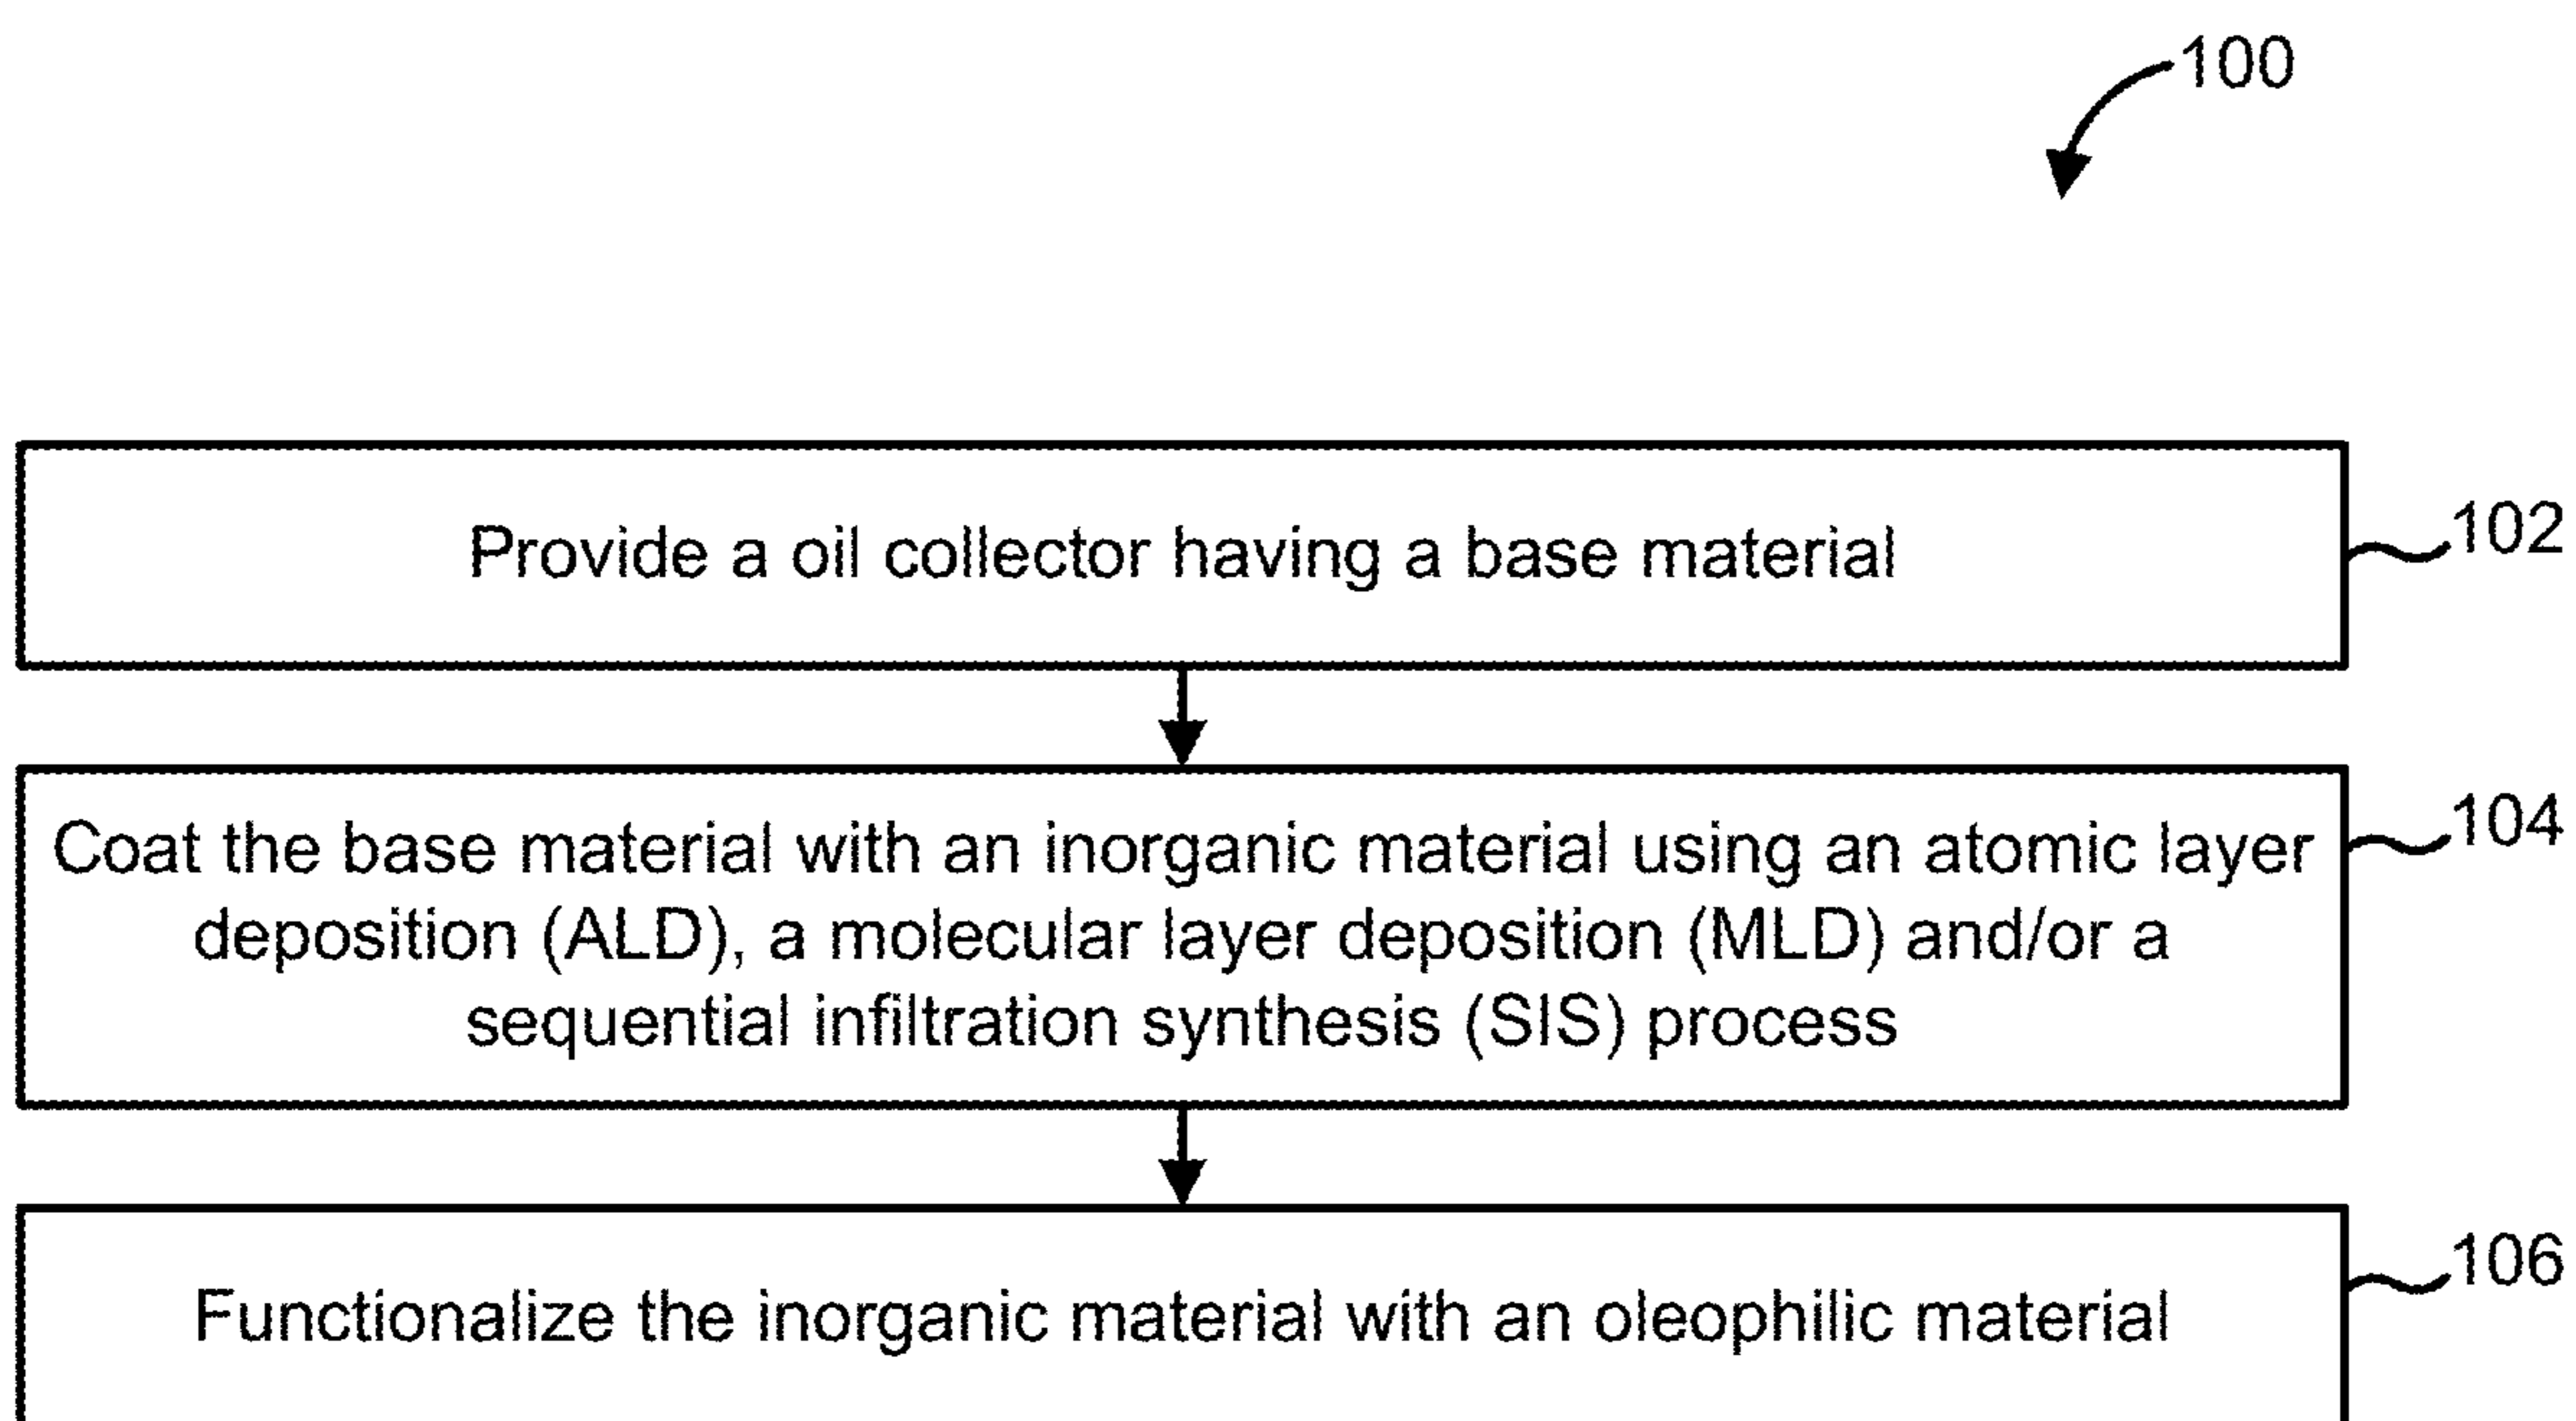 100
Provide a oil collector having a base material
102
Coat the base material with an inorganic material using an atomic layer
deposition (ALD), a molecular layer deposition (MLD) and/or a
sequential infiltration synthesis (SIS) process
104
Functionalize the inorganic material with an oleophilic material
106